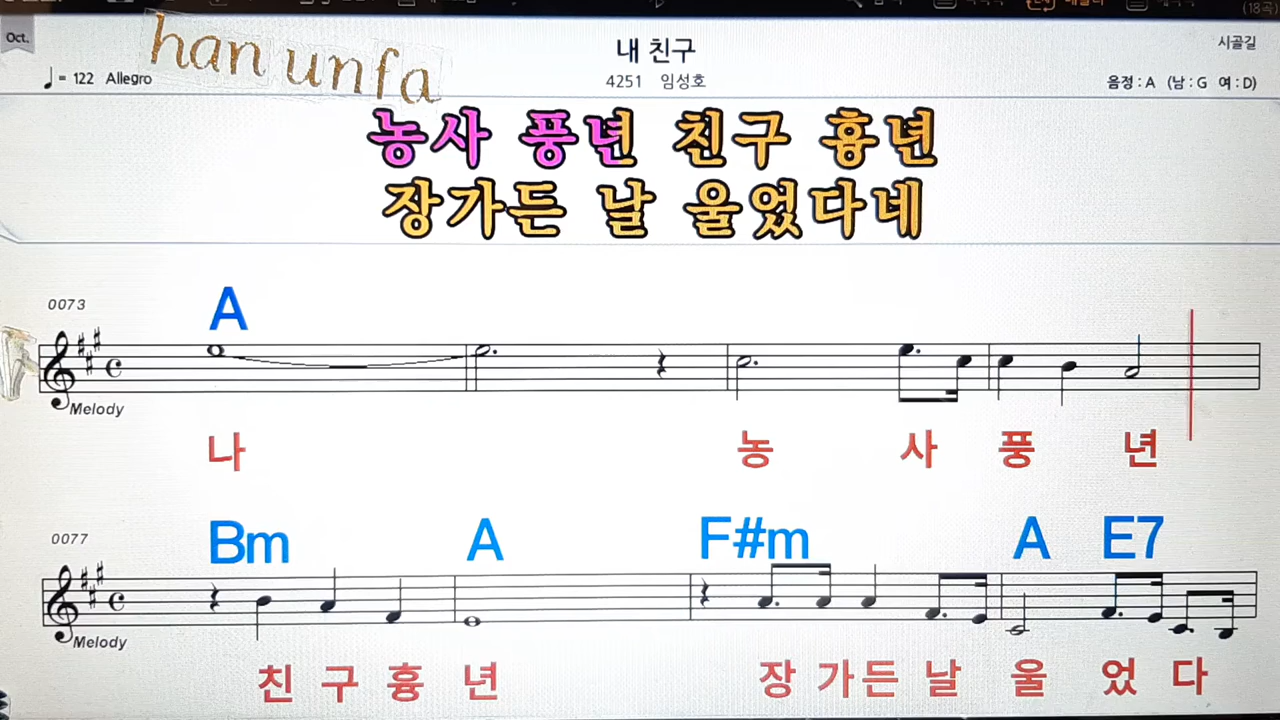 (18곡)
Oct.
han unfa
내 친구
시골길
♩= 122 Allegro
4251 임성호
음정 : A (남 : G 여 : D)
농사 풍년 친구 흉년
장가든 날 울었다네
0073
A
Melody
나 농 사 풍 년
0077
Bm A F#m A E7
Melody
친 구 흉 년 장 가 든 날 울 었 다